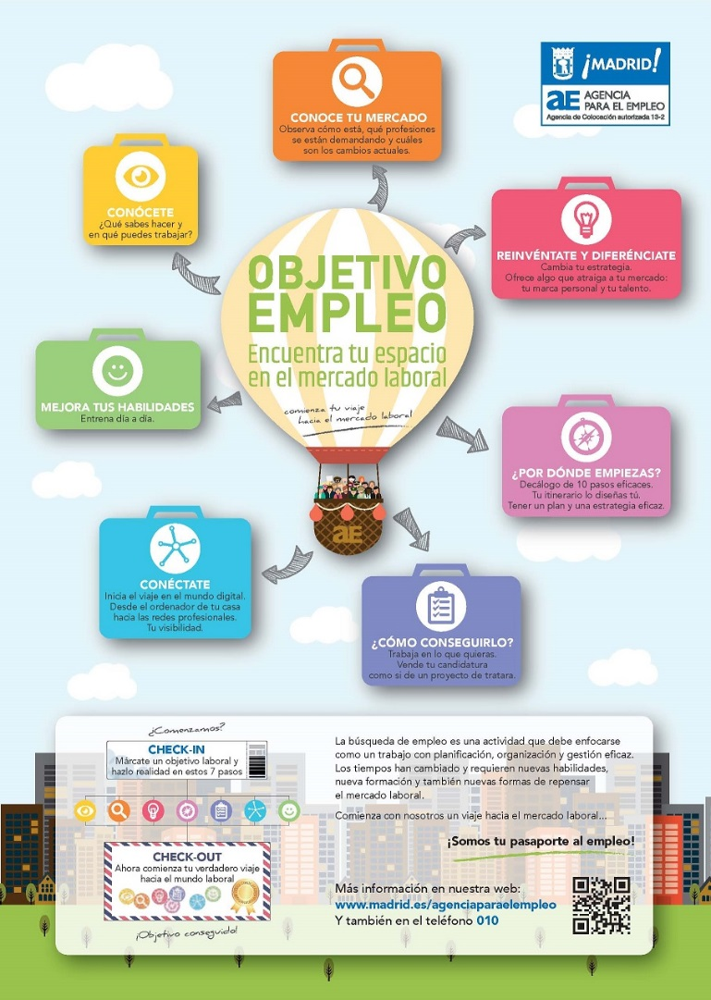 ¡MADRID!
aE AGENCIA
PARA EL EMPLEO
Agencia de Colocación autorizada 13-2
CONOCE TU MERCADO
Observa cómo está, qué profesiones
se están demandando y cuáles
son los cambios actuales.
CONÓCETE
¿Qué sabes hacer y
en qué puedes trabajar?
REINVÉNTATE Y DIFERÉNCIATE
Cambia tu estrategia.
Ofrece algo que atraiga a tu mercado:
tu marca personal y tu talento.
OBJETIVO
EMPLEO
Encuentra tu espacio
en el mercado laboral
comienza tu viaje
hacia el mercado laboral
MEJORA TUS HABILIDADES
Entrena día a día.
¿POR DÓNDE EMPIEZAS?
Decálogo de 10 pasos eficaces.
Tu itinerario lo diseñas tú.
Tener un plan y una estrategia eficaz.
aE
CONÉCTATE
Inicia el viaje en el mundo digital.
Desde el ordenador de tu casa
hacia las redes profesionales.
Tu visibilidad.
¿CÓMO CONSEGUIRLO?
Trabaja en lo que quieras.
Vende tu candidatura
como si de un proyecto de tratara.
¿Comenzamos?
CHECK-IN
Márcate un objetivo laboral y
hazlo realidad en estos 7 pasos
CHECK-OUT
Ahora comienza tu verdadero viaje
hacia el mundo laboral
¡Objetivo conseguido!
La búsqueda de empleo es una actividad que debe enfocarse
como un trabajo con planificación, organización y gestión eficaz.
Los tiempos han cambiado y requieren nuevas habilidades,
nueva formación y también nuevas formas de repensar
el mercado laboral.
Comienza con nosotros un viaje hacia el mercado laboral...
¡Somos tu pasaporte al empleo!
Más información en nuestra web:
www.madrid.es/agenciaparaelempleo
Y también en el teléfono 010